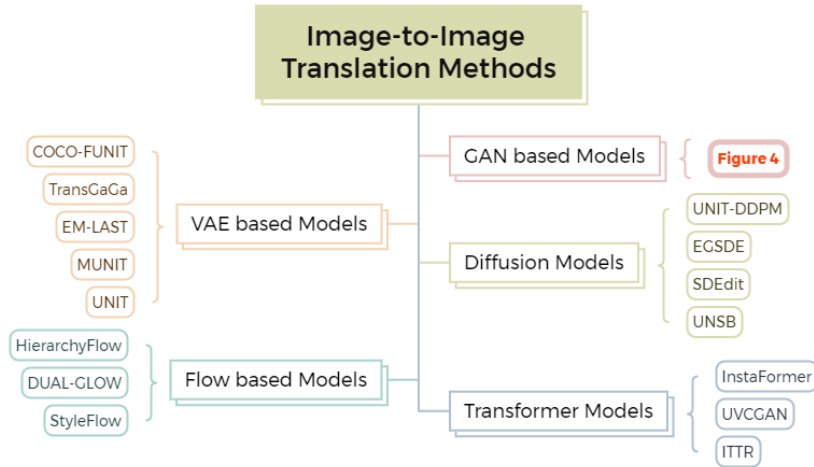 Image-to-Image
Translation Methods
COCO-FUNIT
TransGaGa
EM-LAST
MUNIT
UNIT
VAE based Models
HierarchyFlow
DUAL-GLOW
StyleFlow
Flow based Models
GAN based Models
Figure 4
Diffusion Models
UNIT-DDPM
EGSDE
SDEdit
UNSB
Transformer Models
InstaFormer
UVCGAN
ITTR